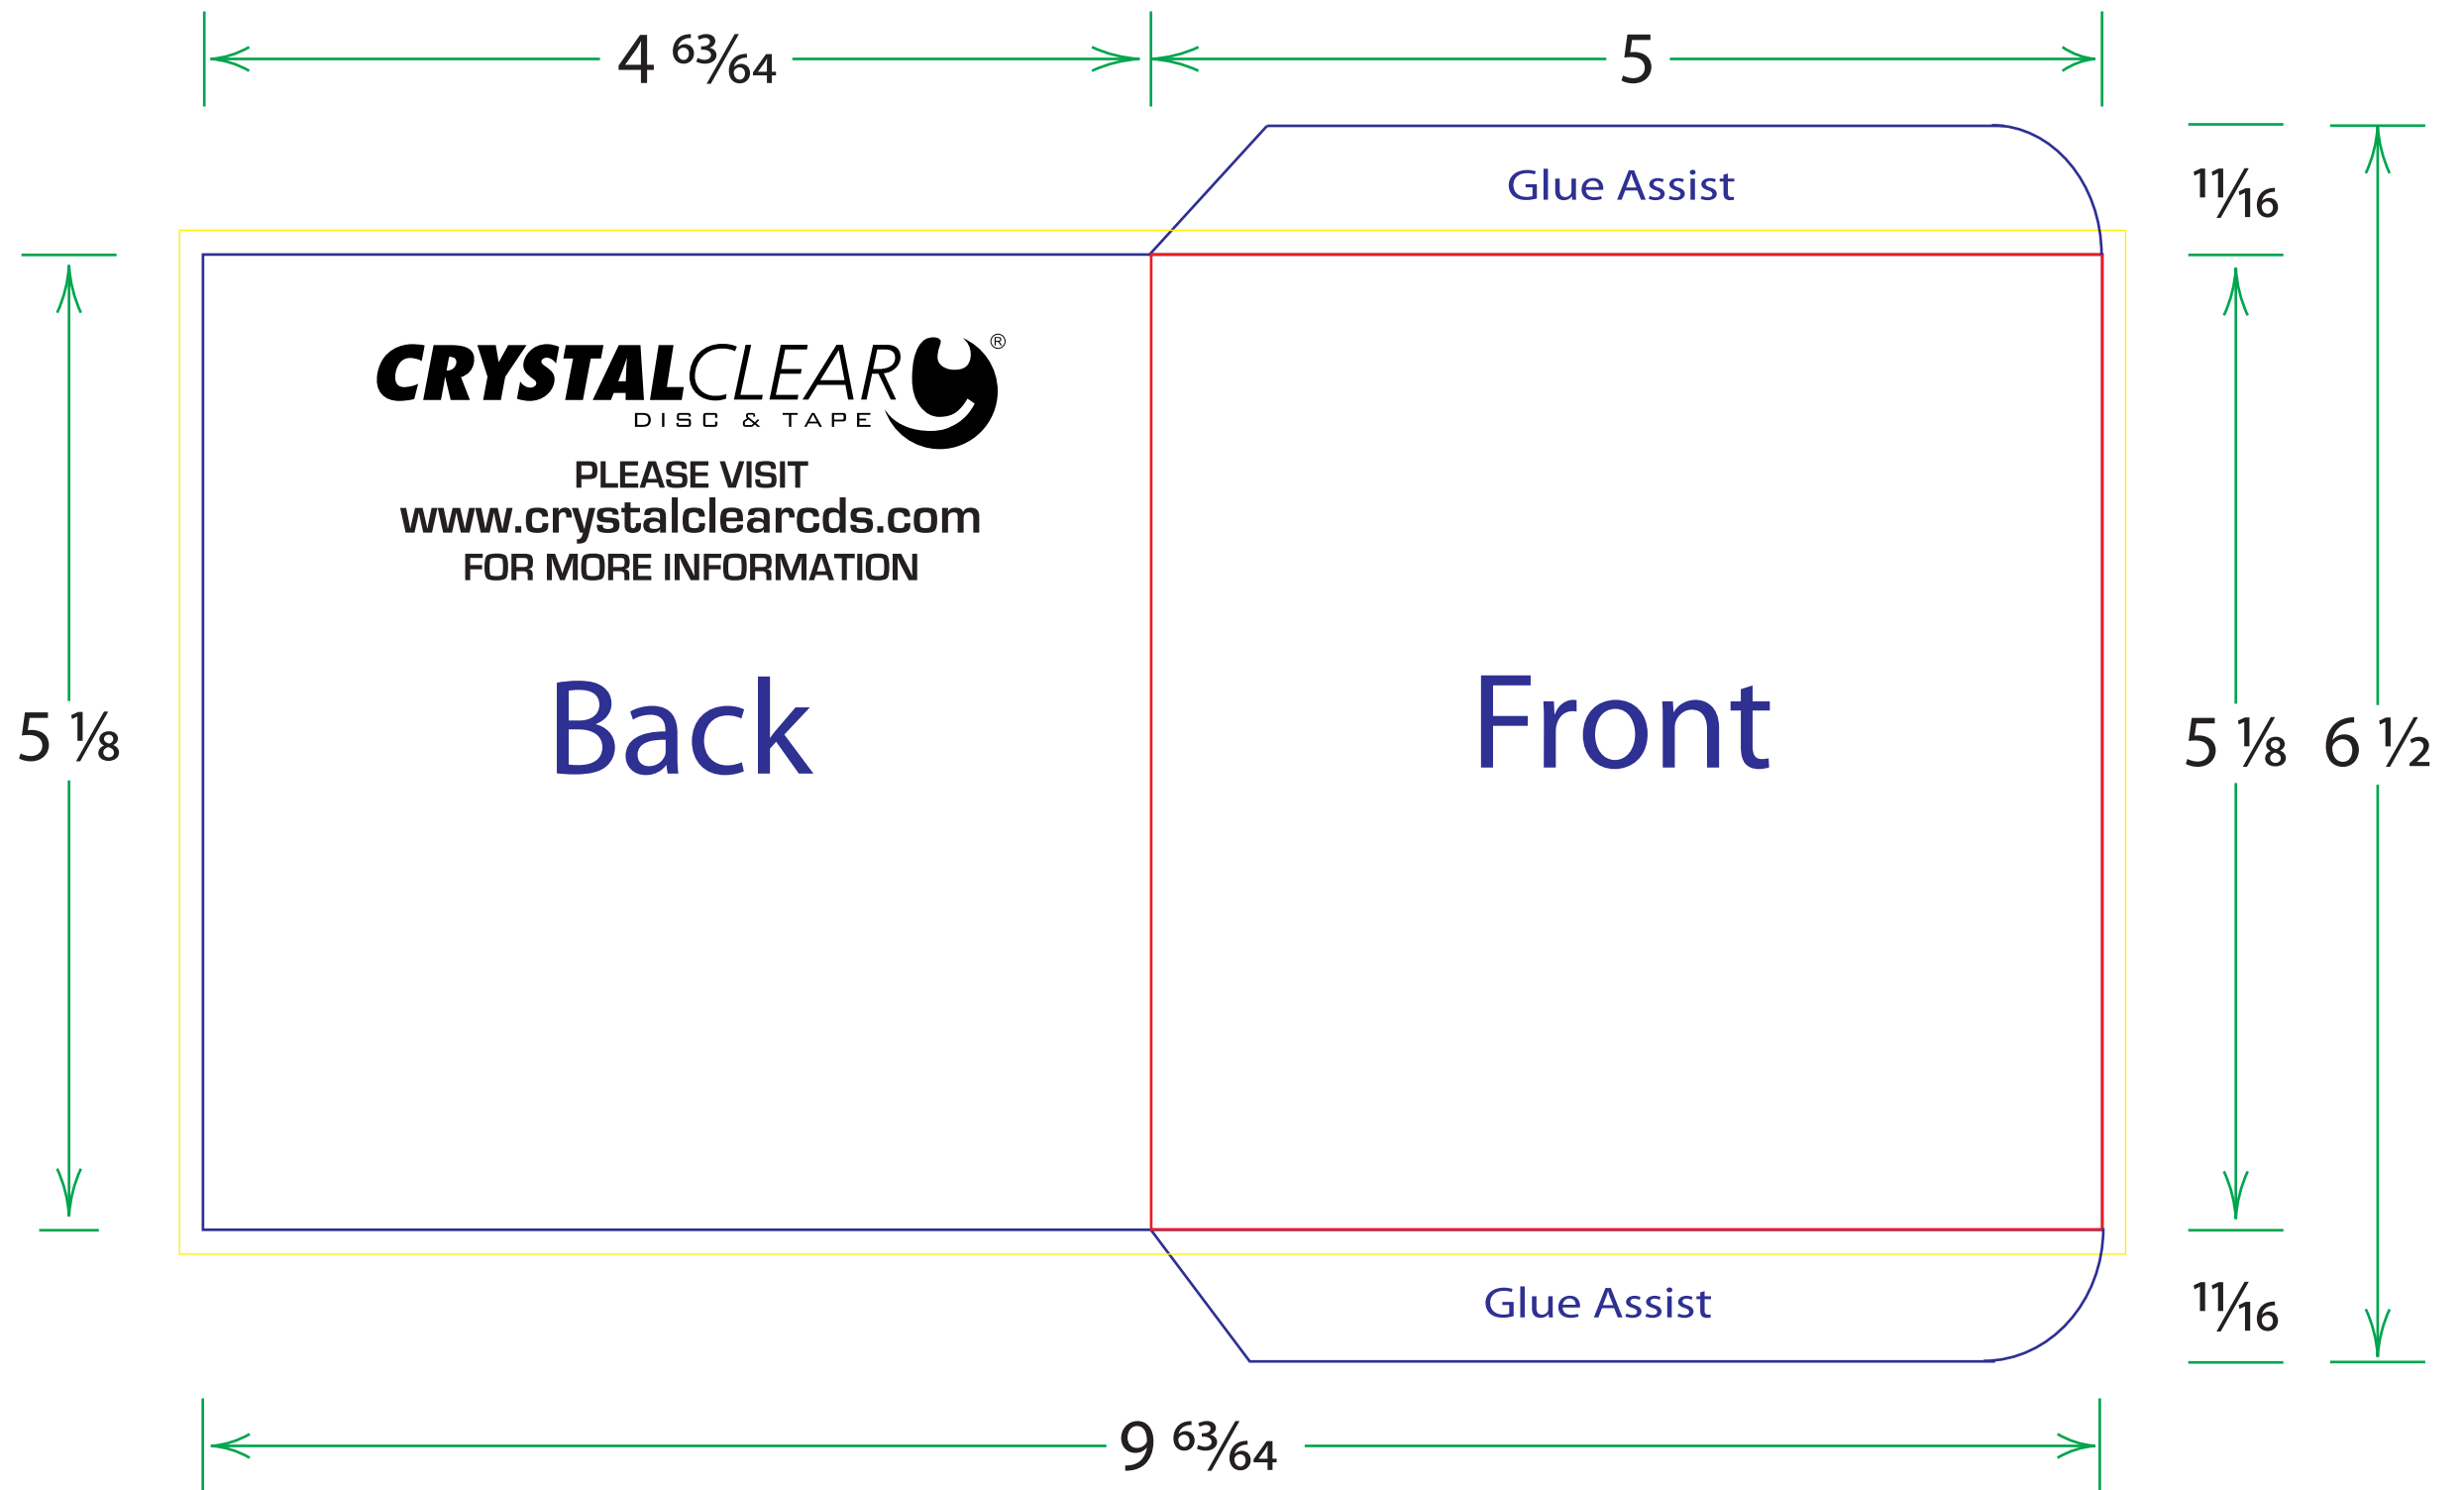 4 63/64
5
Glue Assist
11/16
CRYSTALCLEAR®
DISC & TAPE
PLEASE VISIT
www.crystalclearcds.com
FOR MORE INFORMATION
Back
Front
5 1/8
5 1/8
6 1/2
Glue Assist
11/16
9 63/64